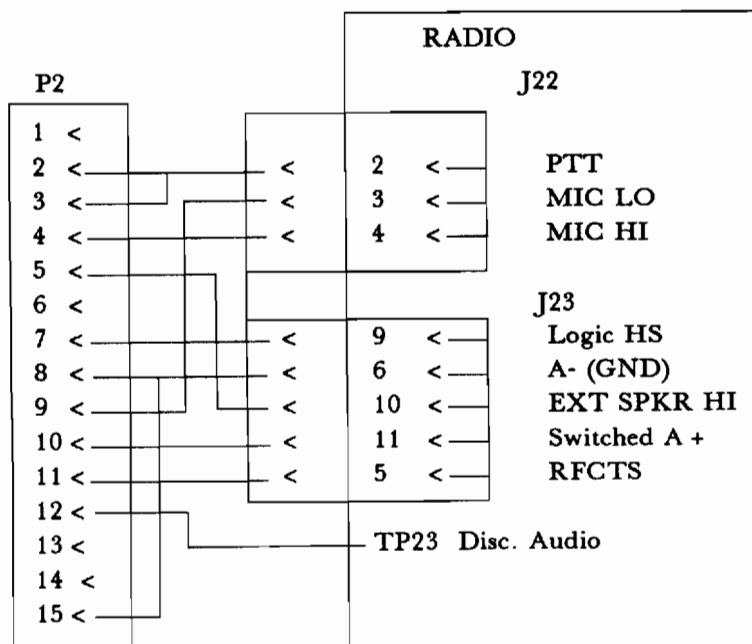 RADIO
P2
J22
1 <
2 < < 2 < PTT
3 < < 3 < MIC LO
4 < < 4 < MIC HI
5 <
6 <
J23
7 < < 9 < Logic HS
8 < < 6 < A- (GND)
9 < < 10 < EXT SPKR HI
10 < < 11 < Switched A +
11 < < 5 < RFCTS
12 <
TP23 Disc. Audio
13 <
14 <
15 <